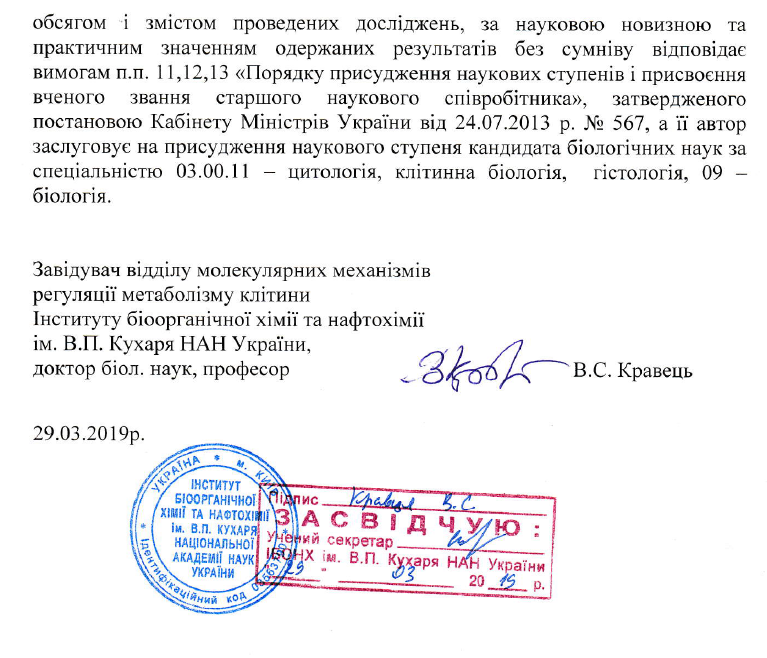 обсягом і змістом проведених досліджень, за науковою новизною та
практичним значенням одержаних результатів без сумніву відповідає
вимогам п.п. 11,12,13 «Порядку присудження наукових ступенів і присвоєння
вченого звання старшого наукового співробітника», затвердженого
постановою Кабінету Міністрів України від 24.07.2013 р. № 567, а її автор
заслуговує на присудження наукового ступеня кандидата біологічних наук за
спеціальністю 03.00.11 – цитологія, клітинна біологія, гістологія, 09 –
біологія.
Завідувач відділу молекулярних механізмів
регуляції метаболізму клітини
Інституту біоорганічної хімії та нафтохімії
ім. В.П. Кухаря НАН України,
доктор біол. наук, професор В.С. Кравець
29.03.2019р.
УКРАЇНА * м. КИЇВ
ІНСТИТУТ
БІООРГАНІЧНОЇ
ХІМІЇ ТА НАФТОХІМІЇ
ім. В.П. КУХАРЯ
НАЦІОНАЛЬНОЇ
АКАДЕМІЇ НАУК
УКРАЇНИ
* Ідентифікаційний код
Підпис Кравця В.С
ЗАСВІДЧУЮ:
Учений секретар
ІБОНХ ім. В.П. Кухаря НАН України
29 " 03 2019 р.